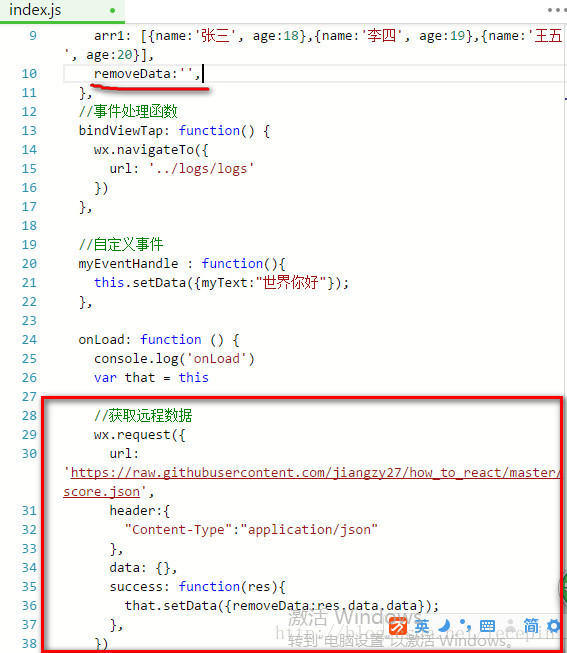 index.js
9 arr1: [{name:'张三', age:18},{name:'李四', age:19},{name:'王五
', age:20}],
10 removeData:'',
11 },
12 //事件处理函数
13 bindViewTap: function() {
14 wx.navigateTo({
15 url: '../logs/logs'
16 })
17 },
18
19 //自定义事件
20 myEventHandle : function(){
21 this.setData({myText:"世界你好"});
22 },
23
24 onLoad: function () {
25 console.log('onLoad')
26 var that = this
27
28 //获取远程数据
29 wx.request({
30 url:
'https://raw.githubusercontent.com/jiangzy27/how_to_react/master/
score.json',
31 header:{
32 "Content-Type":"application/json"
33 },
34 data: {},
35 success: function(res){
36 that.setData({removeData:res.data.data});
37 },
38 })
激活 Windows
转到"电脑设置"以激活 Windows。
英 简